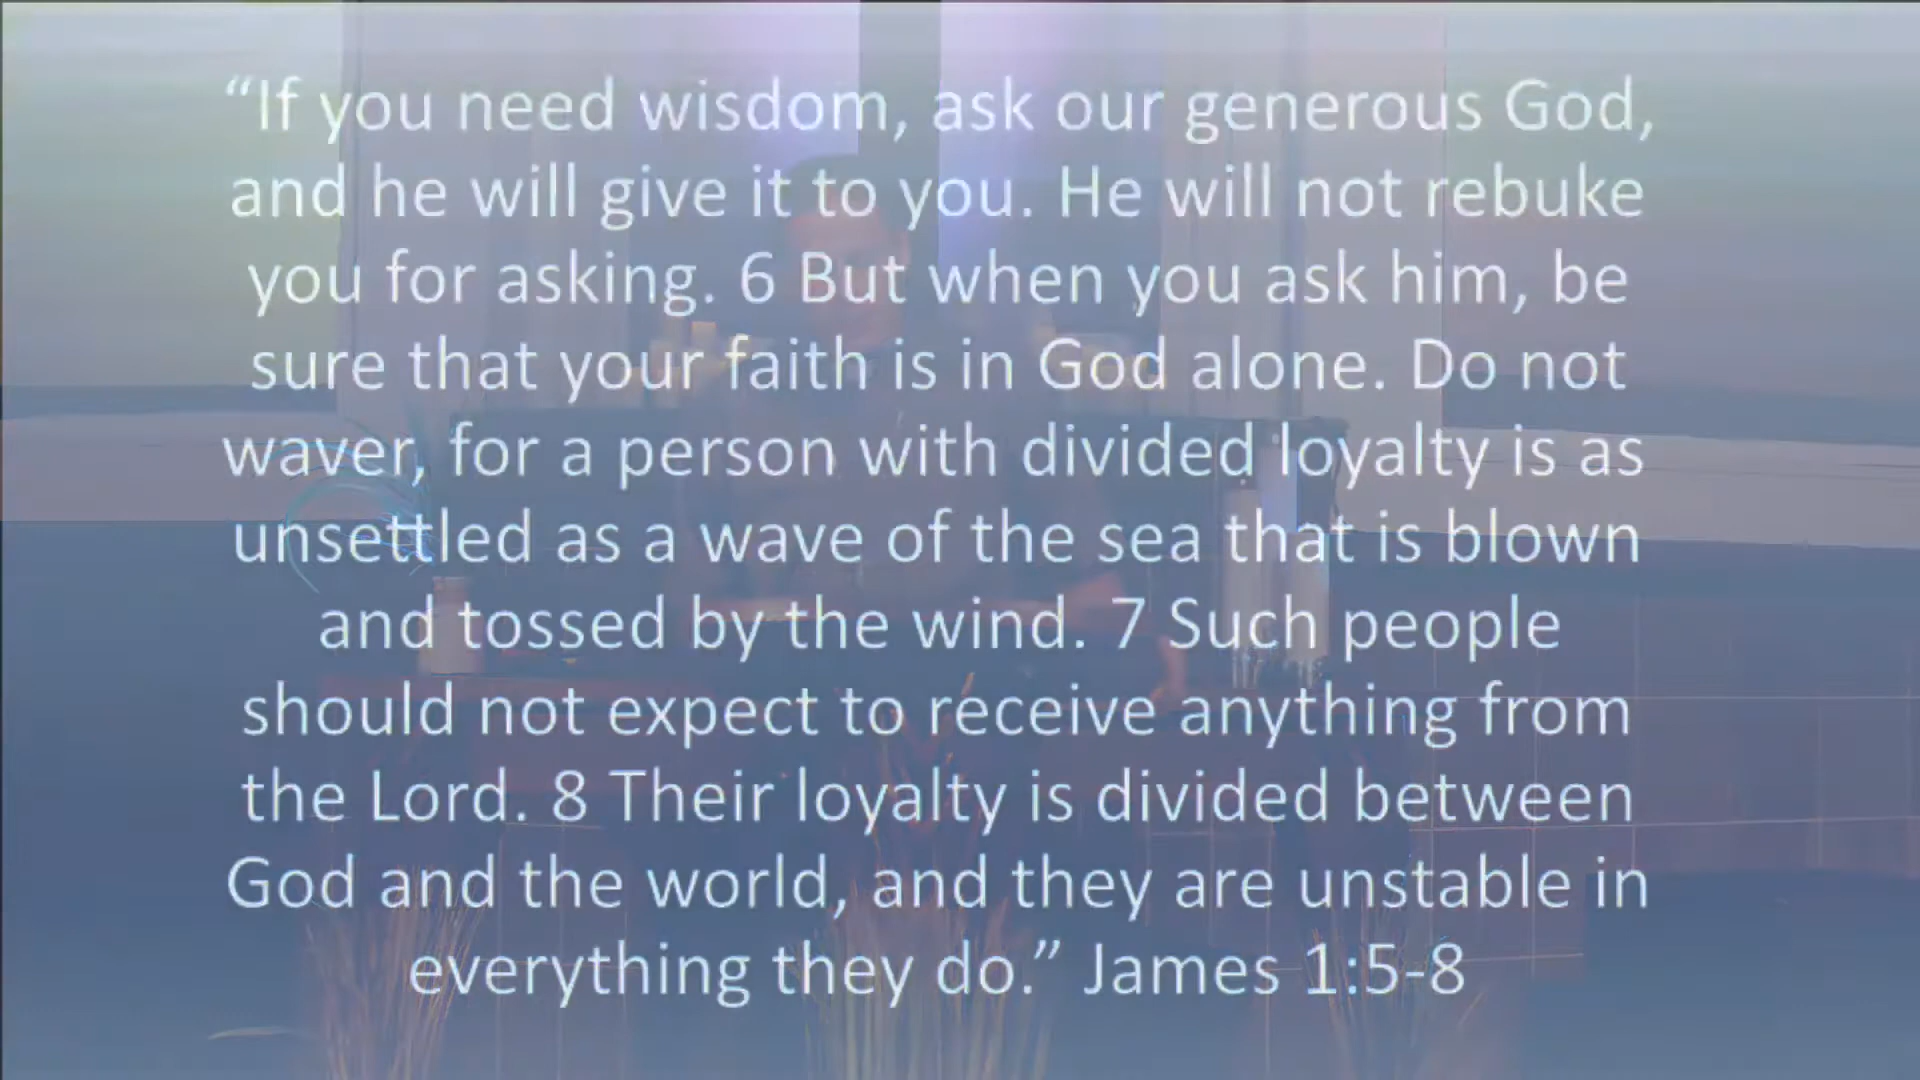 “If you need wisdom, ask our generous God,
and he will give it to you. He will not rebuke
you for asking. 6 But when you ask him, be
sure that your faith is in God alone. Do not
waver, for a person with divided loyalty is as
unsettled as a wave of the sea that is blown
and tossed by the wind. 7 Such people
should not expect to receive anything from
the Lord. 8 Their loyalty is divided between
God and the world, and they are unstable in
everything they do.” James 1:5-8